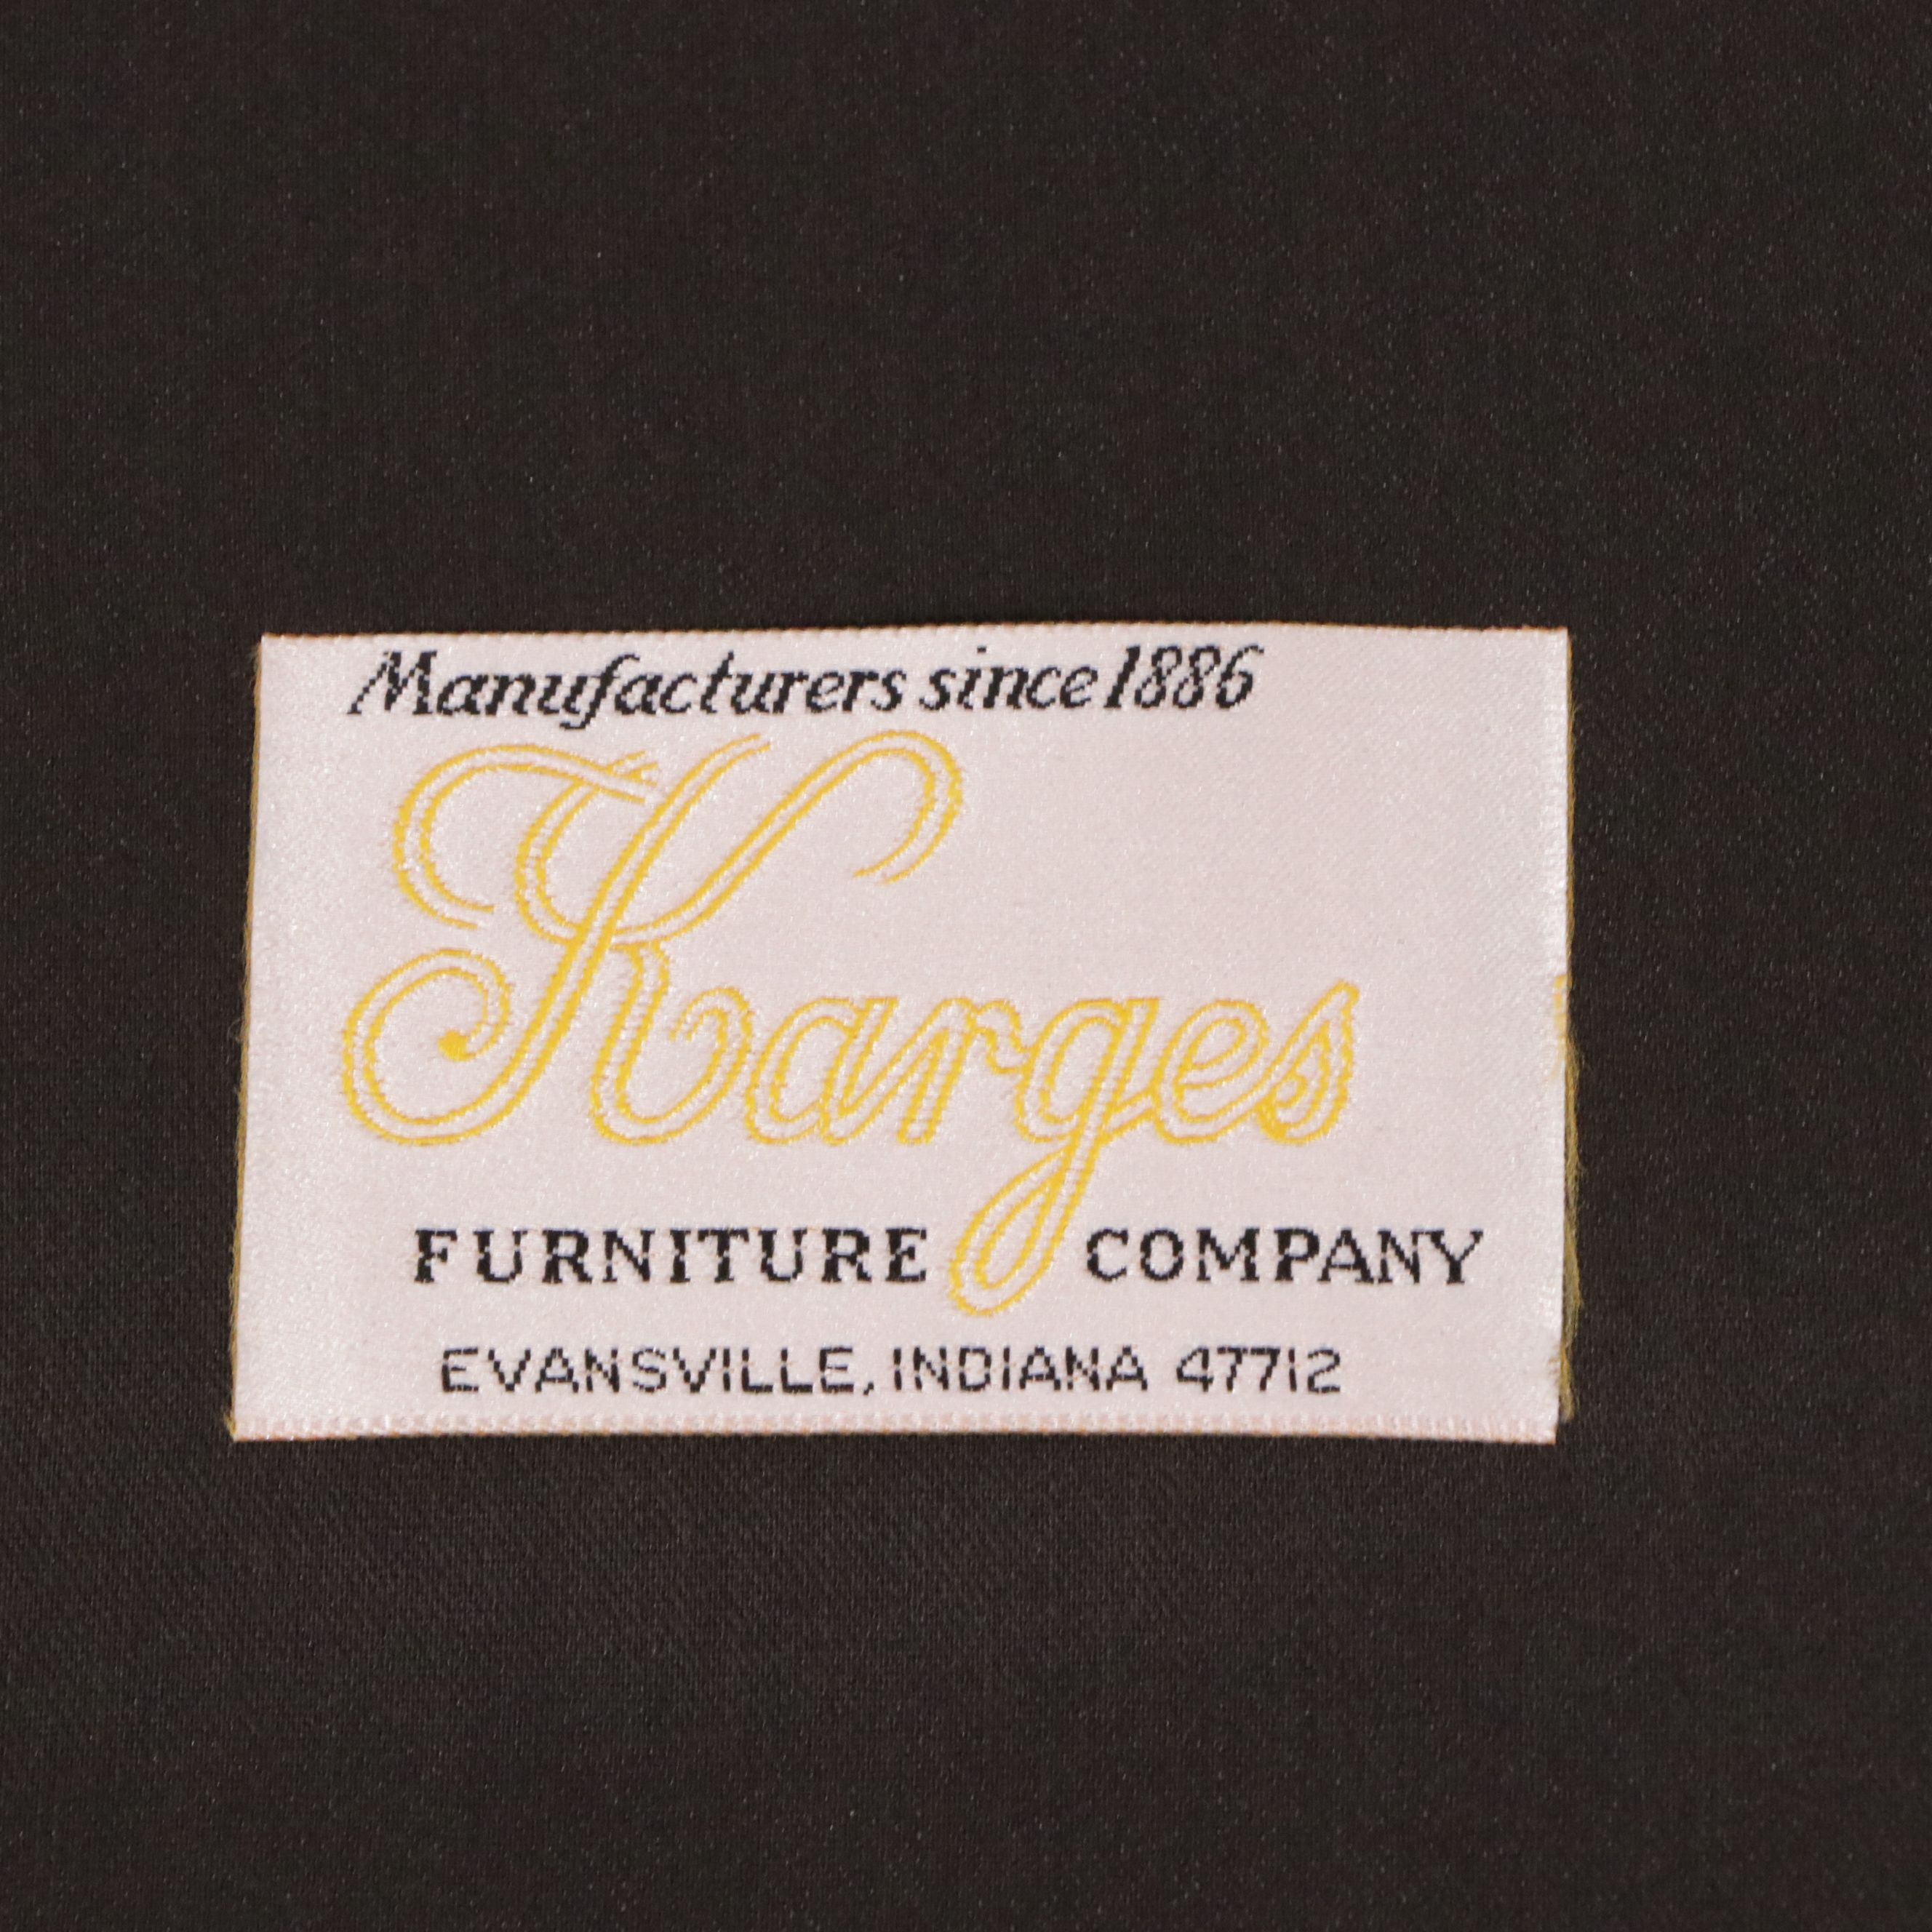 Manufacturers since 1886
Karges
FURNITURE COMPANY
EVANSVILLE, INDIANA 47712